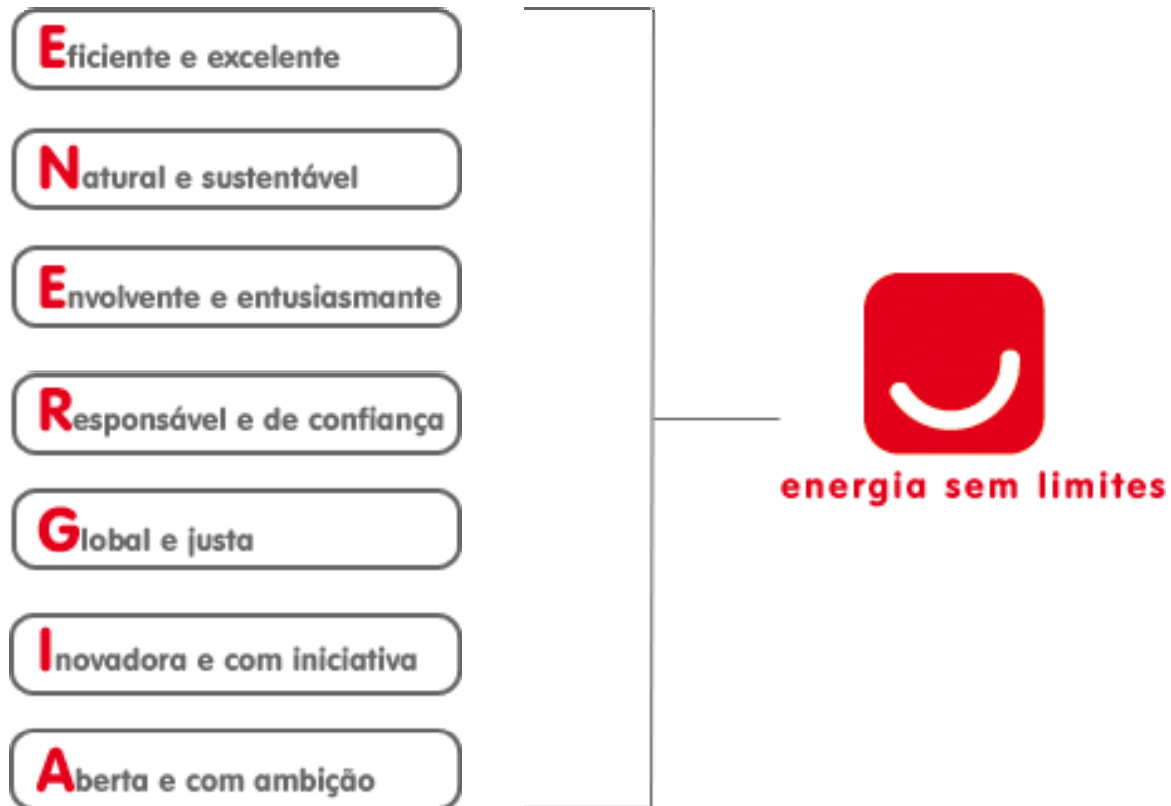 Eficiente e excelente
Natural e sustentável
Envolvente e entusiasmante
Responsável e de confiança
Global e justa
Inovadora e com iniciativa
Aberta e com ambição
energia sem limites